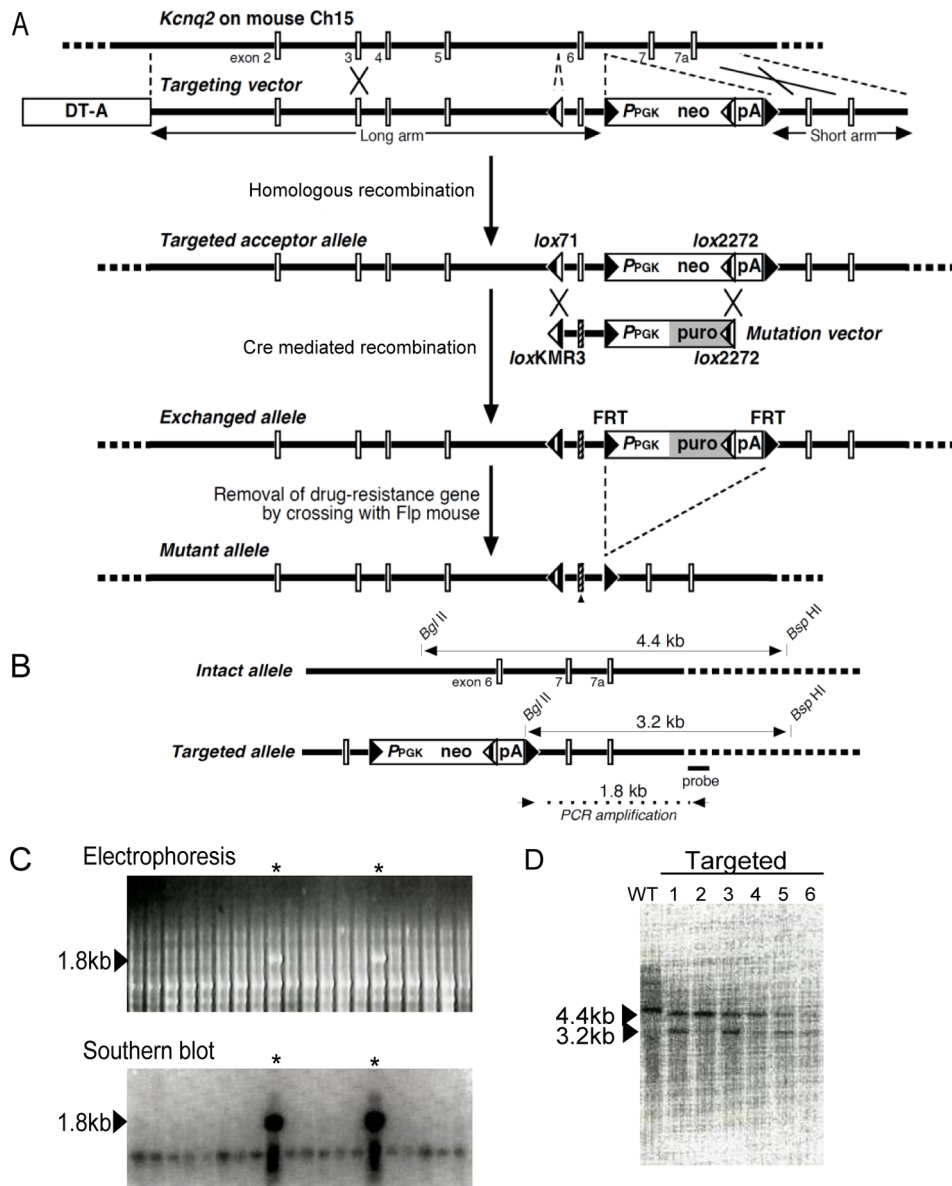 A
Kcnq2 on mouse Ch15
exon 2 3 4 5 6 7 7a
Targeting vector
DT-A PPGK neo pA
Long arm Short arm
Homologous recombination
Targeted acceptor allele lox71 lox2272
PPGK neo pA
PPGK puro Mutation vector
Cre mediated recombination
loxKMR3 lox2272
Exchanged allele FRT FRT
PPGK puro pA
Removal of drug-resistance gene
by crossing with Flp mouse
Mutant allele
B
Bgl II 4.4 kb Bsp HI
Intact allele
exon 6 7 7a
Bgl II 3.2 kb Bsp HI
Targeted allele PPGK neo pA
probe
1.8 kb
PCR amplification
C
Electrophoresis
* *
1.8kb
Southern blot
* *
1.8kb
D
Targeted
WT 1 2 3 4 5 6
4.4kb
3.2kb